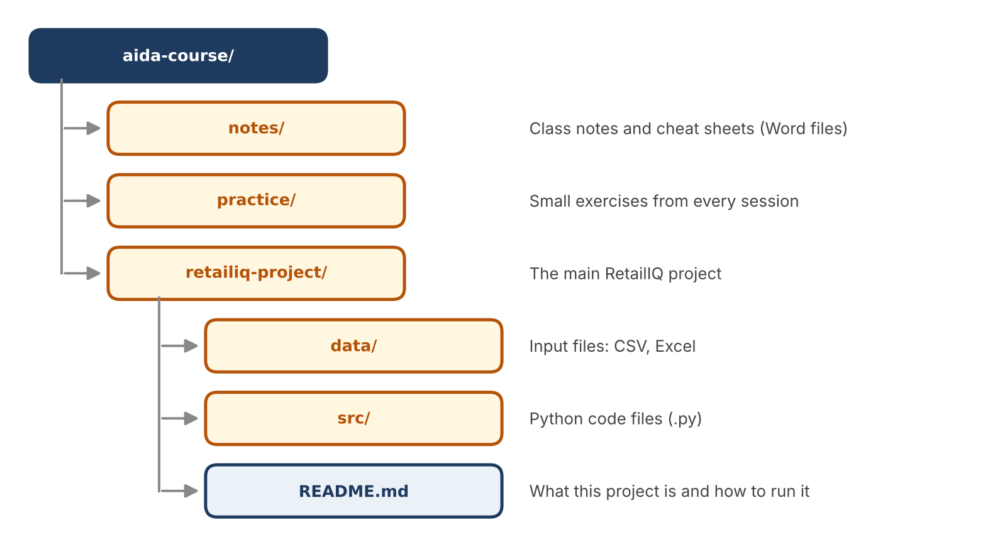 aida-course/
notes/
Class notes and cheat sheets (Word files)
practice/
Small exercises from every session
retailiq-project/
The main RetailIQ project
data/
Input files: CSV, Excel
src/
Python code files (.py)
README.md
What this project is and how to run it